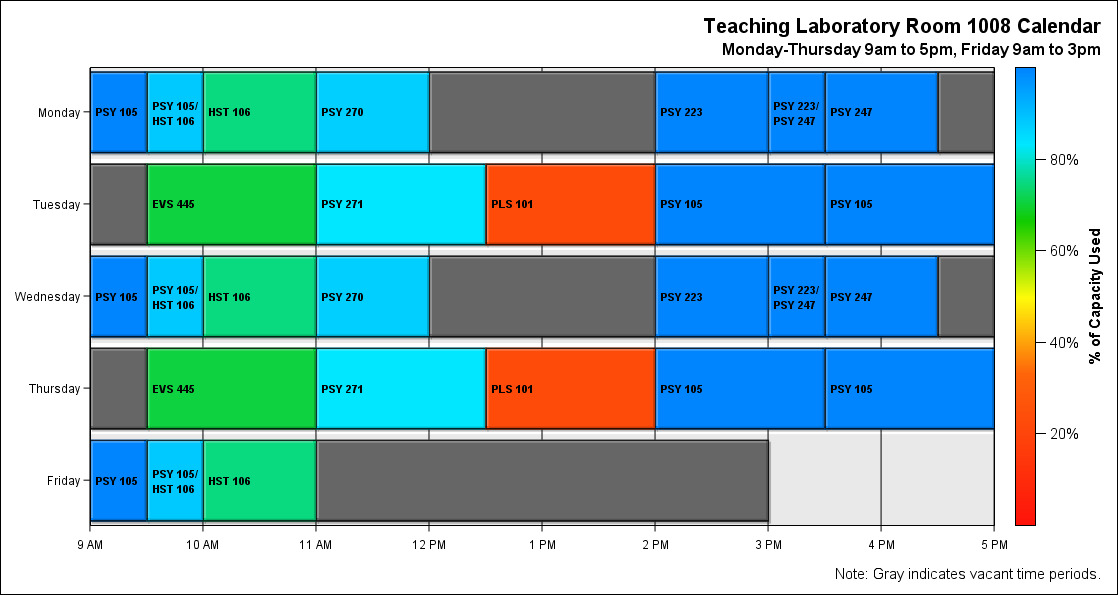 Teaching Laboratory Room 1008 Calendar
Monday-Thursday 9am to 5pm, Friday 9am to 3pm
Monday
PSY 105
PSY 105/
HST 106
HST 106
PSY 270
PSY 223
PSY 223/
PSY 247
PSY 247
Tuesday
EVS 445
PSY 271
PLS 101
PSY 105
PSY 105
Wednesday
PSY 105
PSY 105/
HST 106
HST 106
PSY 270
PSY 223
PSY 223/
PSY 247
PSY 247
Thursday
EVS 445
PSY 271
PLS 101
PSY 105
PSY 105
Friday
PSY 105
PSY 105/
HST 106
HST 106
9 AM
10 AM
11 AM
12 PM
1 PM
2 PM
3 PM
4 PM
5 PM
80%
60%
40%
20%
% of Capacity Used
Note: Gray indicates vacant time periods.